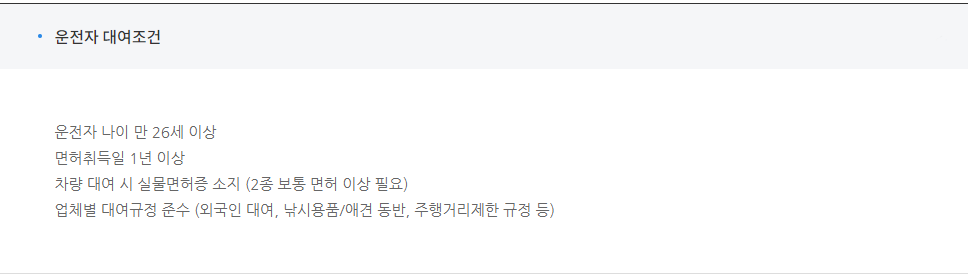 운전자 대여조건
운전자 나이 만 26세 이상
면허취득일 1년 이상
차량 대여 시 실물면허증 소지 (2종 보통 면허 이상 필요)
업체별 대여규정 준수 (외국인 대여, 낚시용품/애견 동반, 주행거리제한 규정 등)